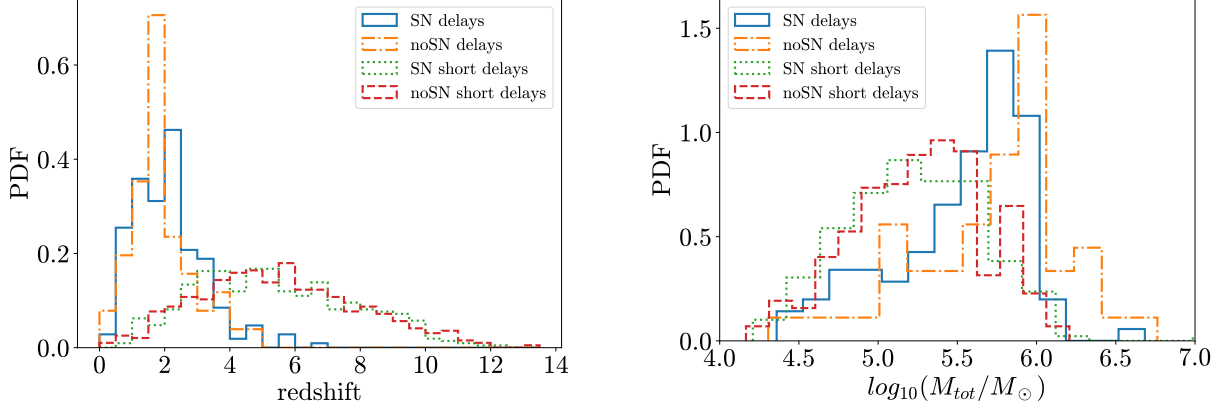 SN delays
noSN delays
SN short delays
noSN short delays
0.6
0.4
0.2
0.0
PDF
0 2 4 6 8 10 12 14
redshift
SN delays
noSN delays
SN short delays
noSN short delays
1.5
1.0
0.5
0.0
PDF
4.0 4.5 5.0 5.5 6.0 6.5 7.0
log₁₀(M_tot/M_⊙)